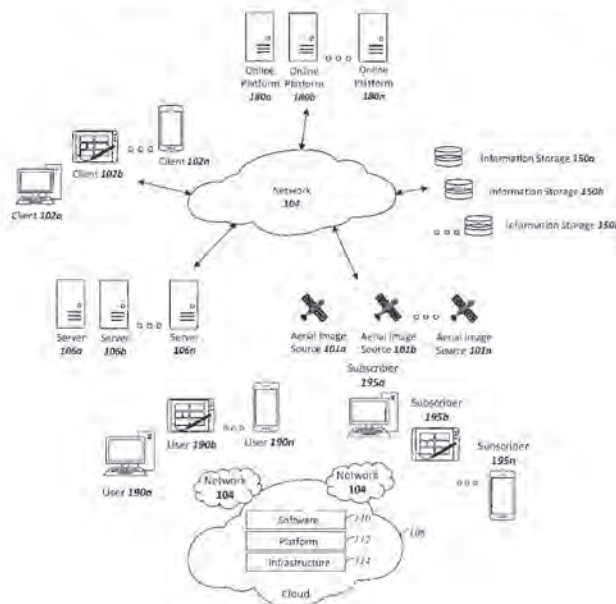 Online Platform 180a
Online Platform 180b
Online Platform 180n
Client 102a
Client 102b
Client 102n
Network 104
Information Storage 150a
Information Storage 150b
Information Storage
Server 106a
Server 106b
Server 106n
Aerial Image Source 101a
Aerial Image Source 101b
Aerial Image Source 101n
Subscriber 195a
Subscriber 195b
Subscriber 195n
User 190a
User 190b
User 190n
Network 104
Network 104
Software 110
Platform 112
Infrastructure 114
Cloud